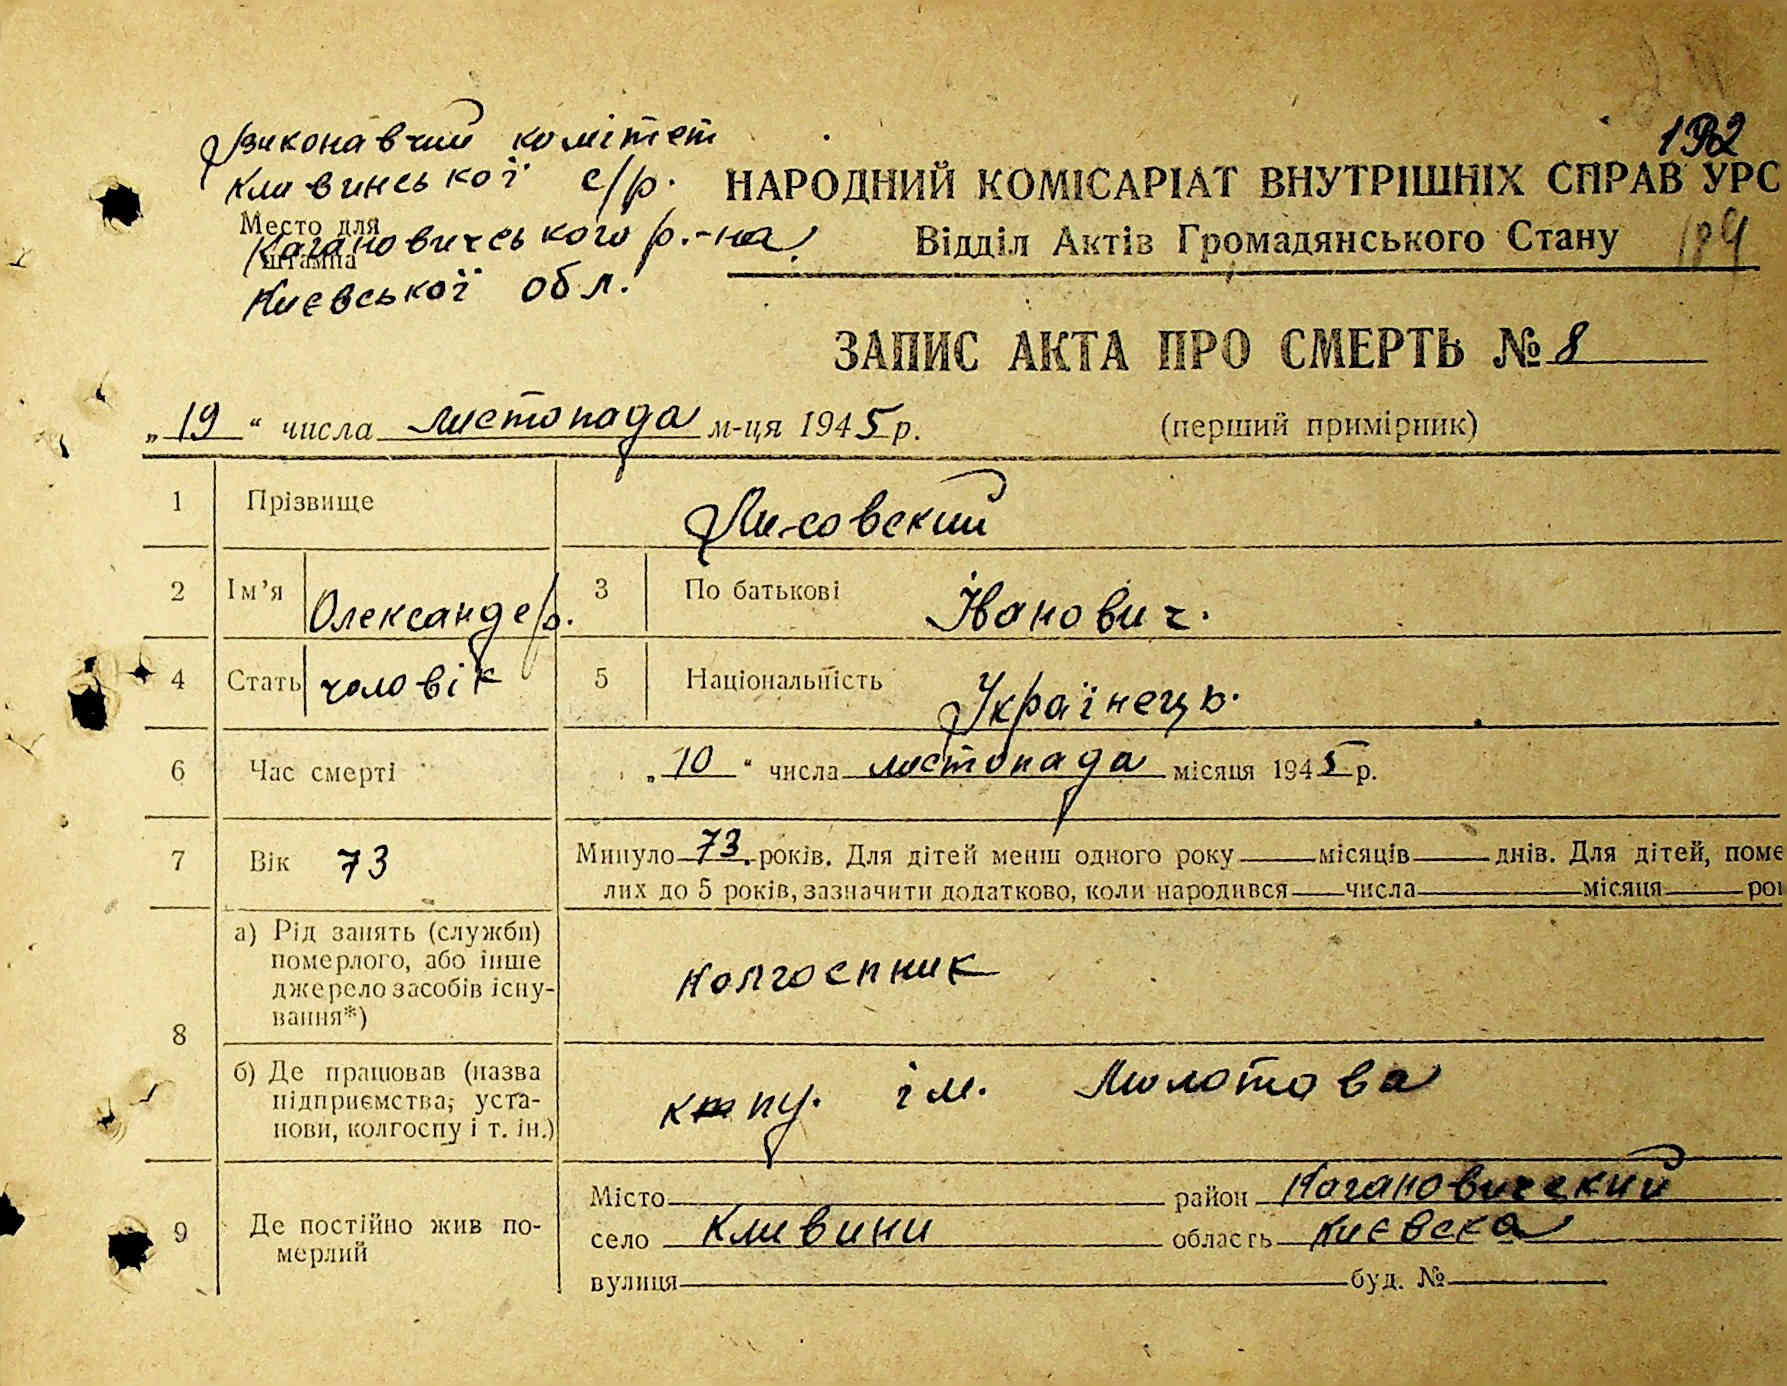 Виконавчий комітет
Кливинської с/р.
Место для
штампа
Кагановичського р.-на
Києвської обл.
192
189
НАРОДНИЙ КОМІСАРІАТ ВНУТРІШНІХ СПРАВ УРС
Відділ Актів Громадянського Стану
ЗАПИС АКТА ПРО СМЕРТЬ № 8
„19“ числа листопада м-ця 1945 р. (перший примірник)
1 Прізвище Лисовский
2 Ім’я Олександер. 3 По батькові Іванович.
4 Стать чоловік 5 Національність Українець.
6 Час смерті „10“ числа листопада місяця 1945 р.
7 Вік 73 Минуло 73 років. Для дітей менш одного року місяців днів. Для дітей, поме
лих до 5 років, зазначити додатково, коли народився числа місяця рок
8 а) Рід занять (служби)
померлого, або інше
джерело засобів існу-
вання*)
колгоспник
б) Де працював (назва
підприємства, уста-
нови, колгоспу і т. ін.)
ім. Молотова
9 Де постійно жив по-
мерлий
Місто район Кагановичский
село Кливини область Києвска
вулиця буд. №